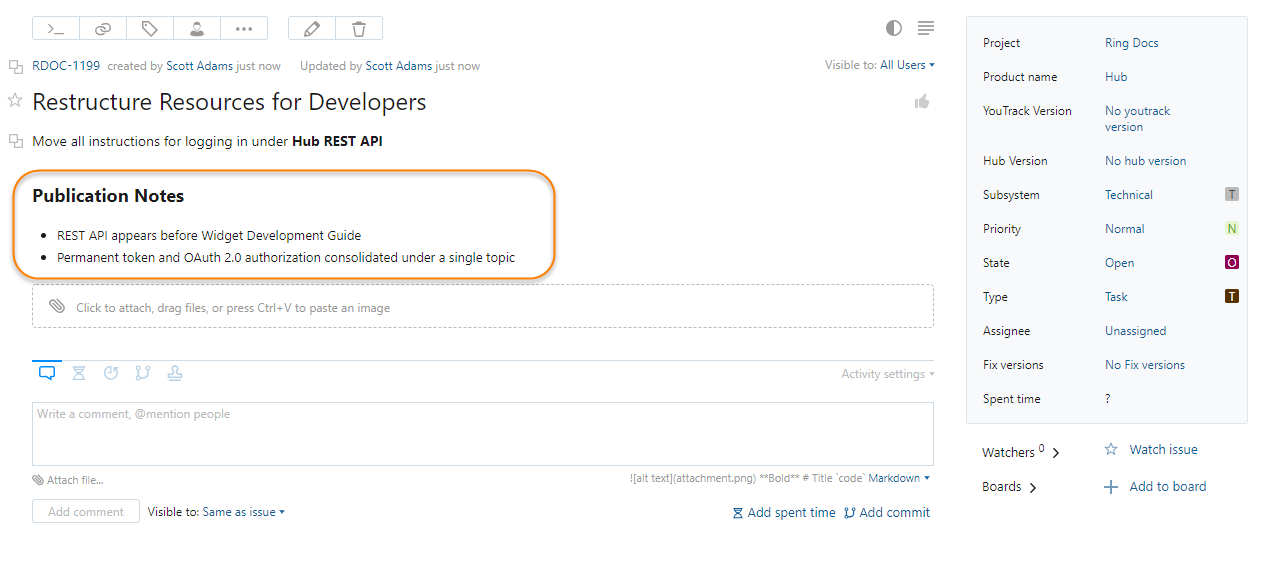 RDOC-1199 created by Scott Adams just now Updated by Scott Adams just now Visible to: All Users
Restructure Resources for Developers
Move all instructions for logging in under Hub REST API
Publication Notes
REST API appears before Widget Development Guide
Permanent token and OAuth 2.0 authorization consolidated under a single topic
Click to attach, drag files, or press Ctrl+V to paste an image
Activity settings
Write a comment, @mention people
Attach file...
![alt text](attachment.png) **Bold** # Title `code` Markdown
Add comment Visible to: Same as issue Add spent time Add commit
Project Ring Docs
Product name Hub
YouTrack Version No youtrack
version
Hub Version No hub version
Subsystem Technical T
Priority Normal N
State Open O
Type Task T
Assignee Unassigned
Fix versions No Fix versions
Spent time ?
Watchers 0 Watch issue
Boards Add to board